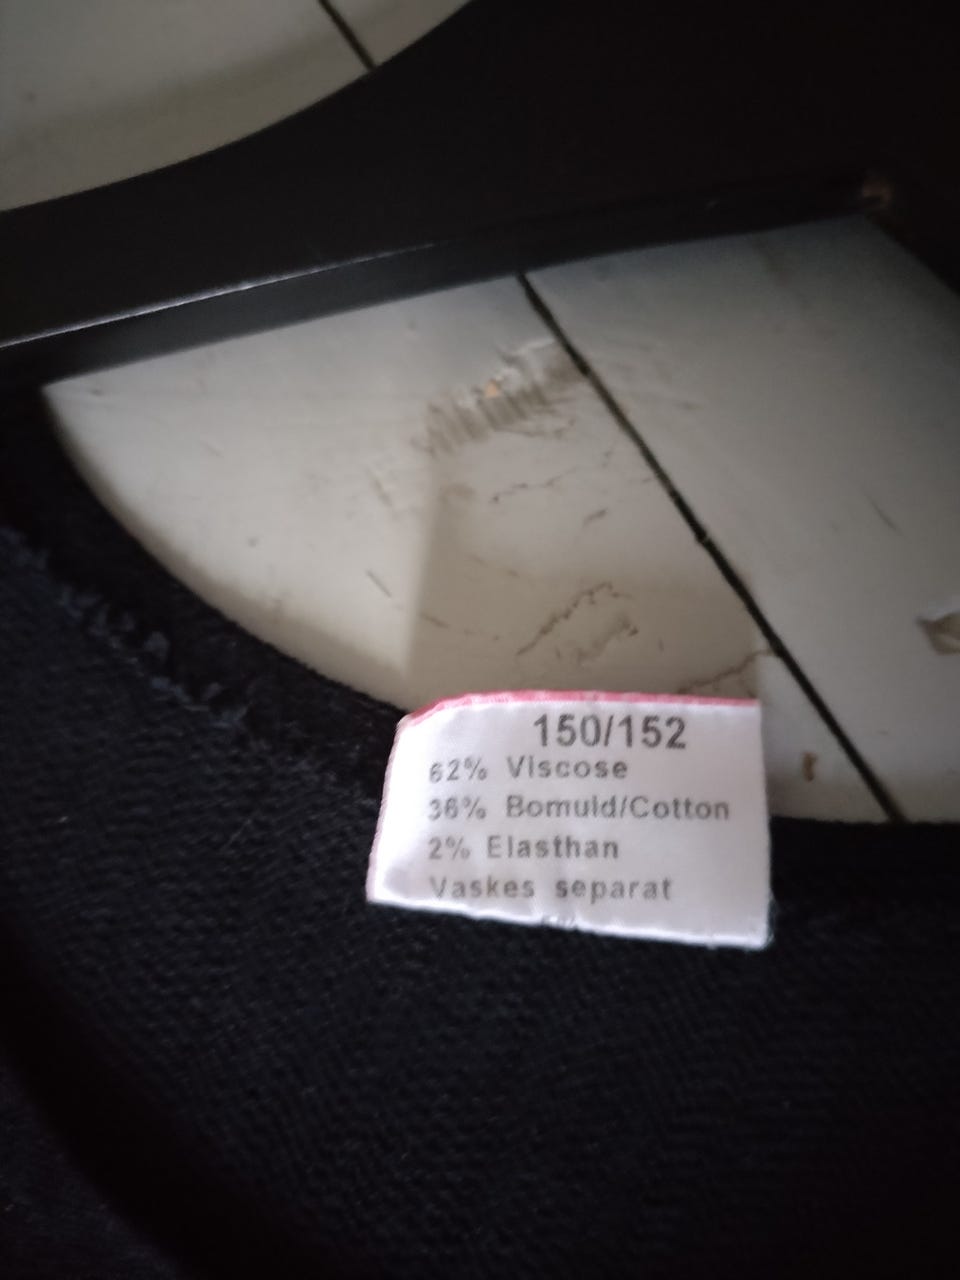 150/152
62% Viscose
36% Bomuld/Cotton
2% Elasthan
Vaskes separat